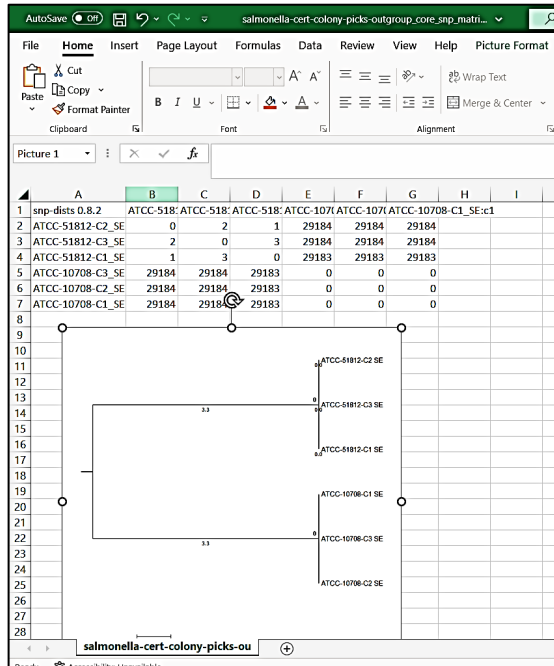 AutoSave Off salmonella-cert-colony-picks-outgroup_core_snp_matri...
File Home Insert Page Layout Formulas Data Review View Help Picture Format
Cut
Copy
Paste
Format Painter
B I U A A A
Wrap Text
Merge & Center
Clipboard Font Alignment
Picture 1 fx
A B C D E F G H I
1 snp-dists 0.8.2 ATCC-518 ATCC-518 ATCC-518 ATCC-107 ATCC-107 ATCC-10708-C1_SE:c1
2 ATCC-51812-C2_SE 0 2 1 29184 29184 29184
3 ATCC-51812-C3_SE 2 0 3 29184 29184 29184
4 ATCC-51812-C1_SE 1 3 0 29183 29183 29183
5 ATCC-10708-C3_SE 29184 29184 29183 0 0 0
6 ATCC-10708-C2_SE 29184 29184 29183 0 0 0
7 ATCC-10708-C1_SE 29184 29184 29183 0 0 0
8
9
10
11 ATCC-51812-C2 SE
0.0
12
13
0
14 3.3 ATCC-51812-C3 SE
0.0
15
16
17 ATCC-51812-C1 SE
0.0
18
19 ATCC-10708-C1 SE
20
21
0
22 3.3 ATCC-10708-C3 SE
23
24
25 ATCC-10708-C2 SE
26
27
28
salmonella-cert-colony-picks-ou